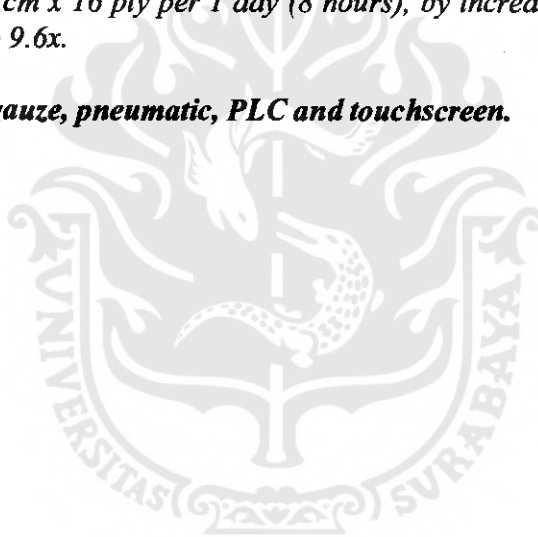 cm x 16 ply per 1 day (8 hours), by increa
9.6x.
gauze, pneumatic, PLC and touchscreen.
UNIVERSITAS SURABAYA